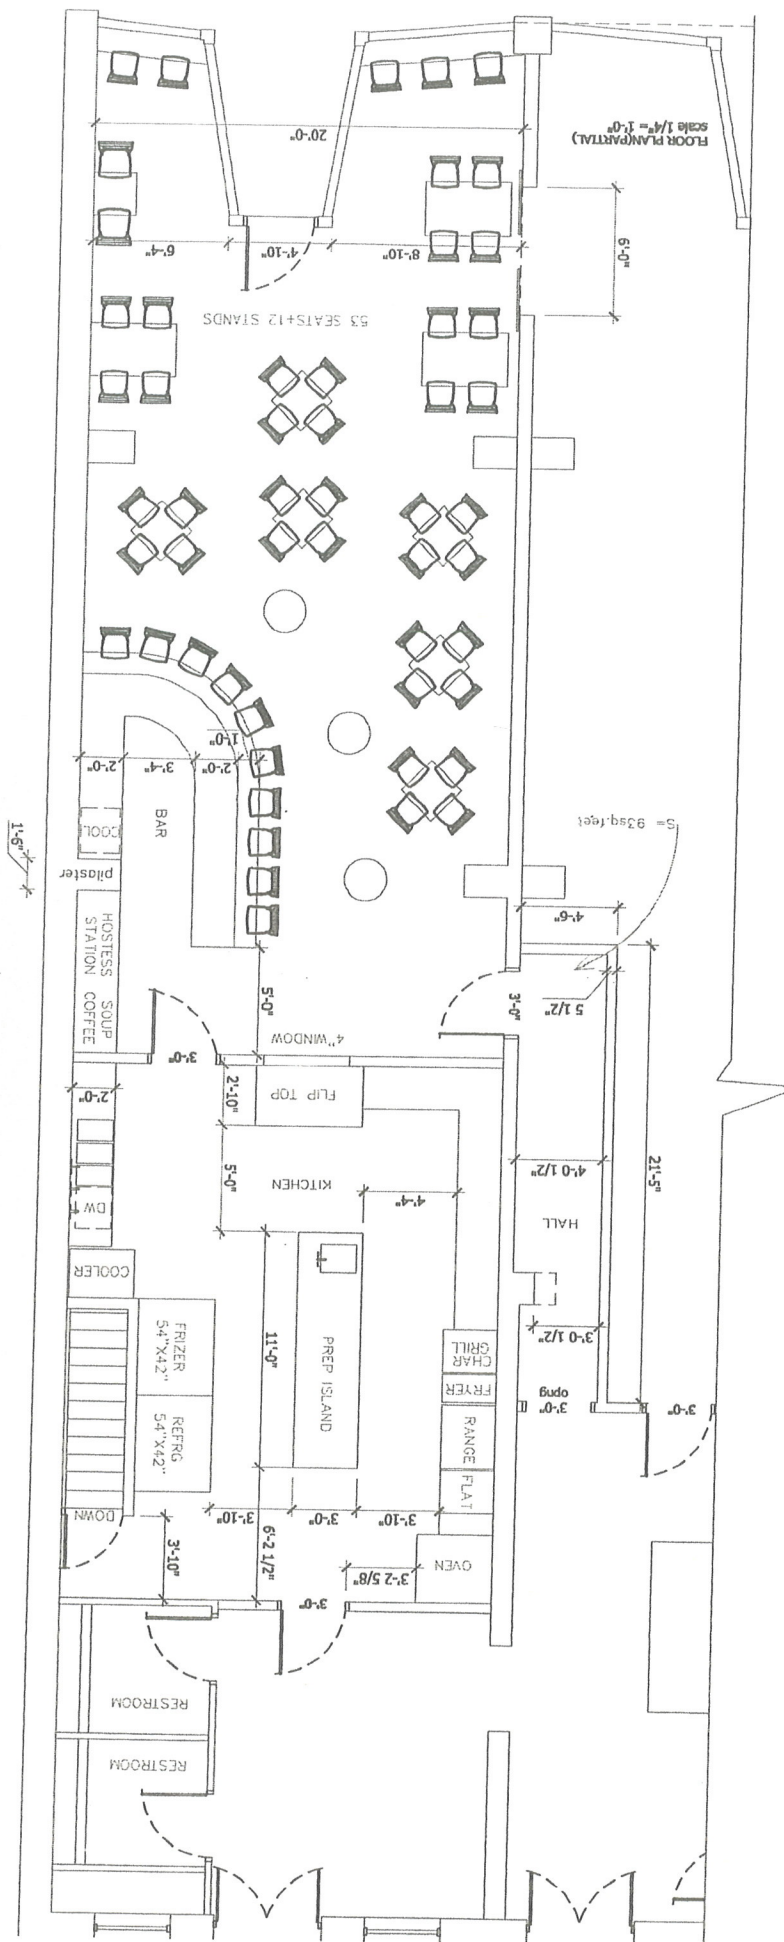 FLOOR PLAN(PARTIAL)
scale 1/4"= 1'-0"
20'-0"
6'-4"
4'-10"
8'-10"
6'-0"
53 SEATS+12 STANDS
1'-0"
2'-0"
3'-4"
2'-0"
BAR
COOL
pilaster
1'-6"
HOSTESS SOUP
STATION COFFEE
S= 93sq.feet
4'-6"
5 1/2"
3'-0"
5'-0"
4"WINDOW
3'-0"
2'-0"
2'-10"
FLIP TOP
5'-0"
KITCHEN
4'-4"
DW
COOLER
21'-5"
4'-0 1/2"
HALL
3'-0 1/2"
3'-0"
opng
3'-0"
11'-0"
PREP ISLAND
FRIZER
54"X42"
REFRG
54"X42"
CHAR
GRILL
FRYER
RANGE
FLAT
OVEN
DOWN
3'-10"
3'-10"
3'-0"
3'-10"
6'-2 1/2"
3'-2 5/8"
3'-0"
RESTROOM
RESTROOM